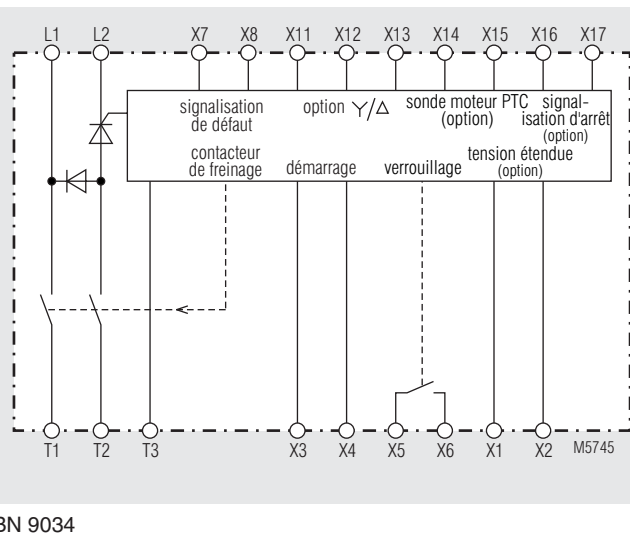 L1 L2 X7 X8 X11 X12 X13 X14 X15 X16 X17
signalisation
de défaut
option Y/Δ
sonde moteur PTC
(option)
signal-
isation d'arrêt
(option)
contacteur
de freinage
démarrage
verrouillage
tension étendue
(option)
T1 T2 T3 X3 X4 X5 X6 X1 X2 M5745
BN 9034